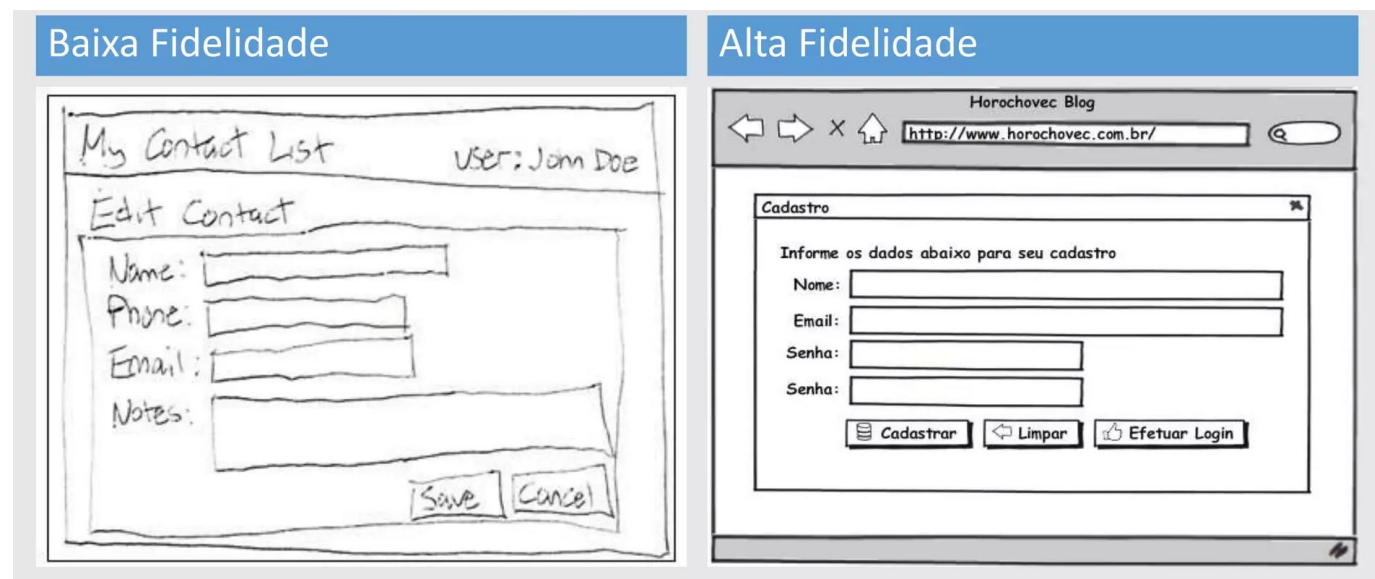 Baixa Fidelidade
My Contact List
user: John Doe
Edit Contact
Name:
Phone:
Email:
Notes:
Save
Cancel
Alta Fidelidade
Horochovec Blog
http://www.horochovec.com.br/
Cadastro
Informe os dados abaixo para seu cadastro
Nome:
Email:
Senha:
Senha:
Cadastrar
Limpar
Efetuar Login